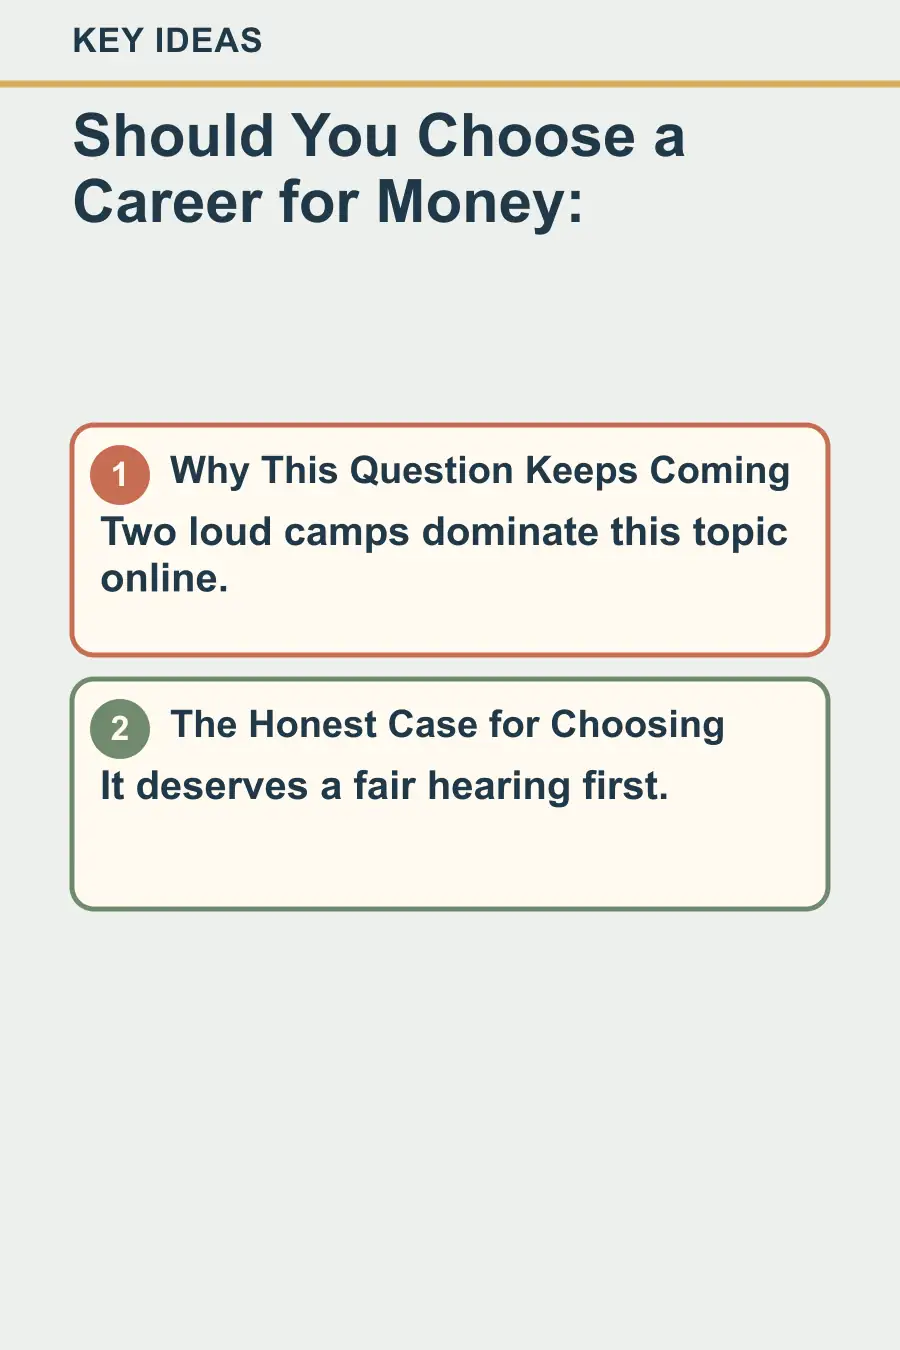 KEY IDEAS
Should You Choose a
Career for Money:
1 Why This Question Keeps Coming
Two loud camps dominate this topic
online.
2 The Honest Case for Choosing
It deserves a fair hearing first.